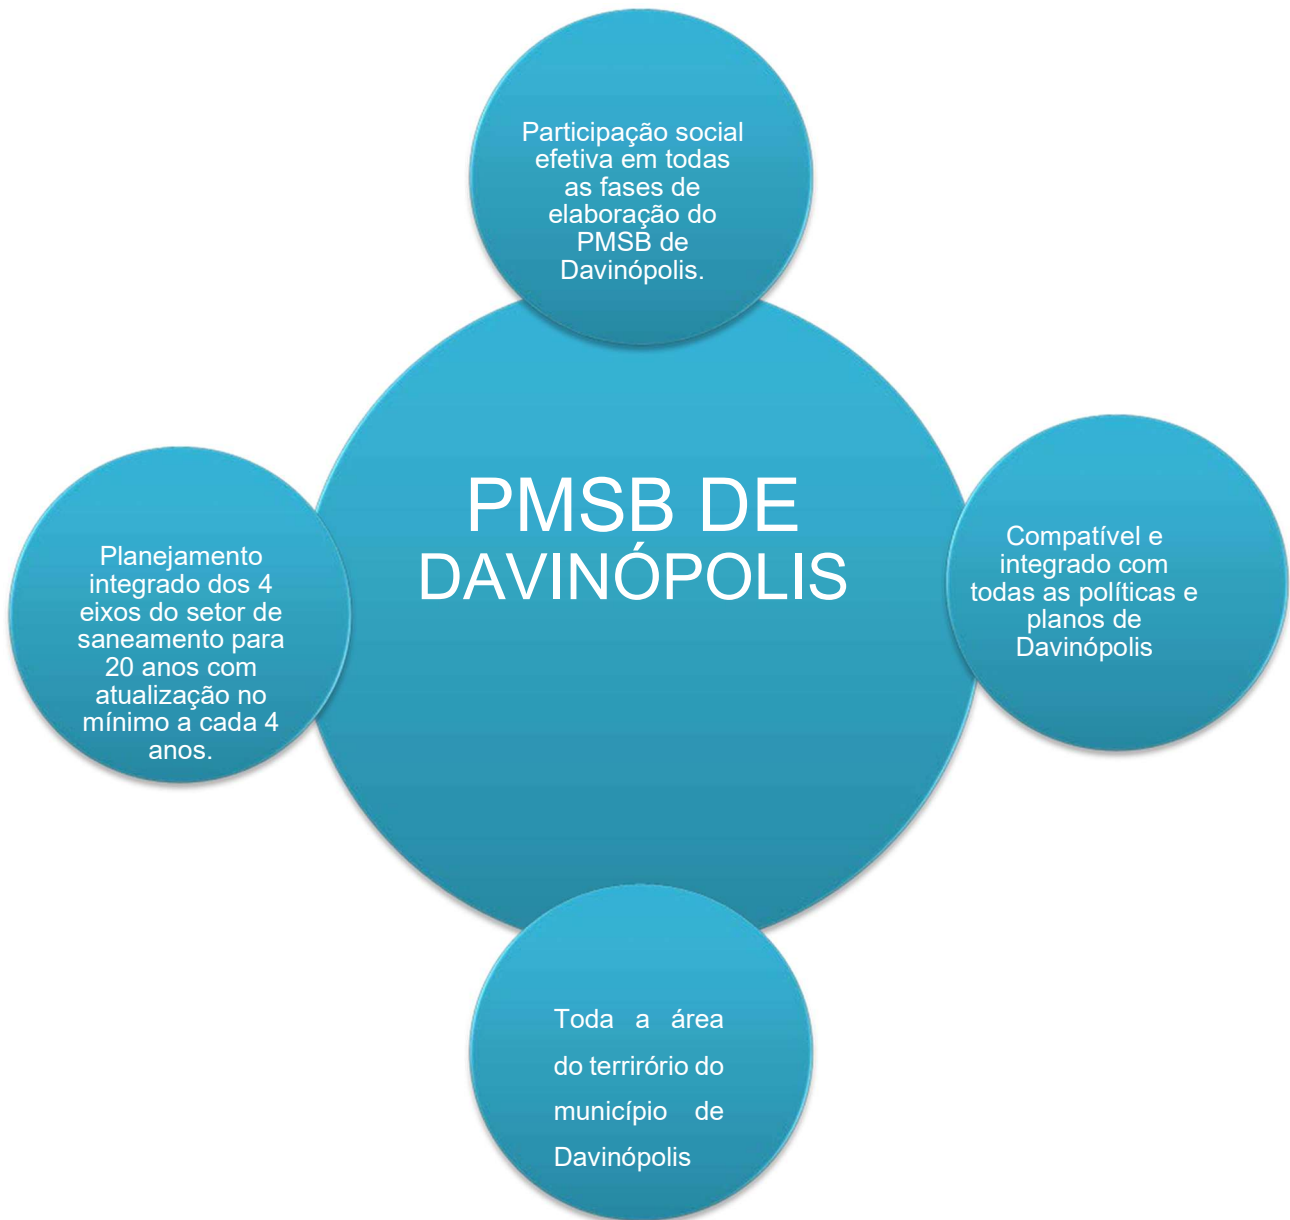 Participação social
efetiva em todas
as fases de
elaboração do
PMSB de
Davinópolis.
PMSB DE
DAVINÓPOLIS
Planejamento
integrado dos 4
eixos do setor de
saneamento para
20 anos com
atualização no
mínimo a cada 4
anos.
Compatível e
integrado com
todas as políticas e
planos de
Davinópolis
Toda a área
do terrirório do
município de
Davinópolis